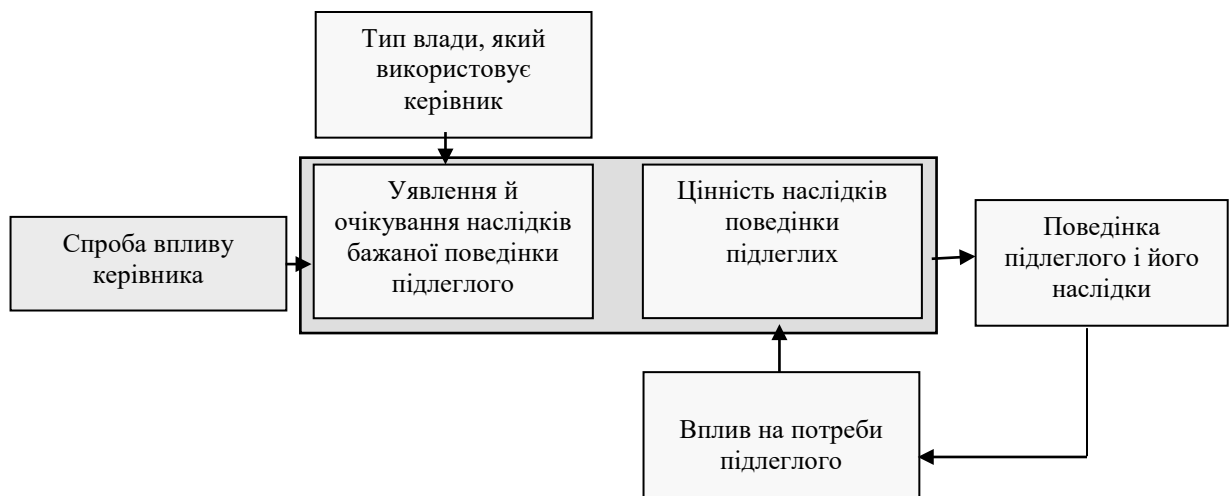 Тип влади, який
використовує
керівник
Спроба впливу
керівника
Уявлення й
очікування наслідків
бажаної поведінки
підлеглого
Цінність наслідків
поведінки
підлеглих
Поведінка
підлеглого і його
наслідки
Вплив на потреби
підлеглого